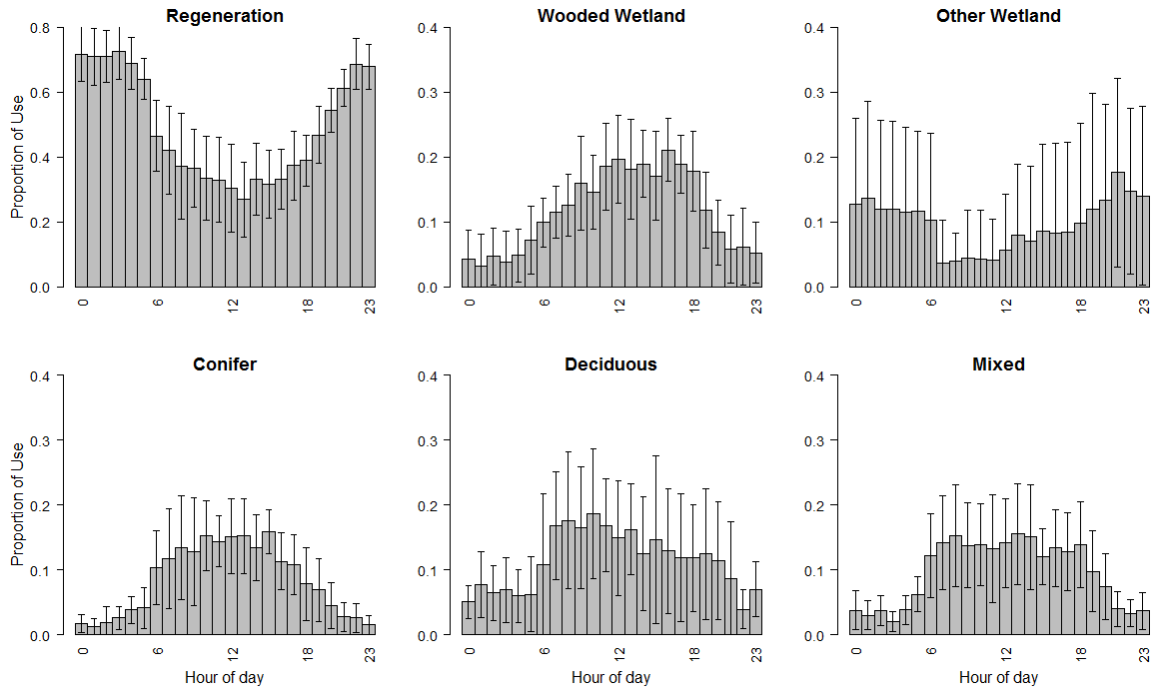 Regeneration
Wooded Wetland
Other Wetland
Proportion of Use
0.8
0.6
0.4
0.2
0.0
0 6 12 18 23
0.4
0.3
0.2
0.1
0.0
0 6 12 18 23
0.4
0.3
0.2
0.1
0.0
0 6 12 18 23
Conifer
Deciduous
Mixed
Proportion of Use
0.4
0.3
0.2
0.1
0.0
0 6 12 18 23
Hour of day
0.4
0.3
0.2
0.1
0.0
0 6 12 18 23
Hour of day
0.4
0.3
0.2
0.1
0.0
0 6 12 18 23
Hour of day